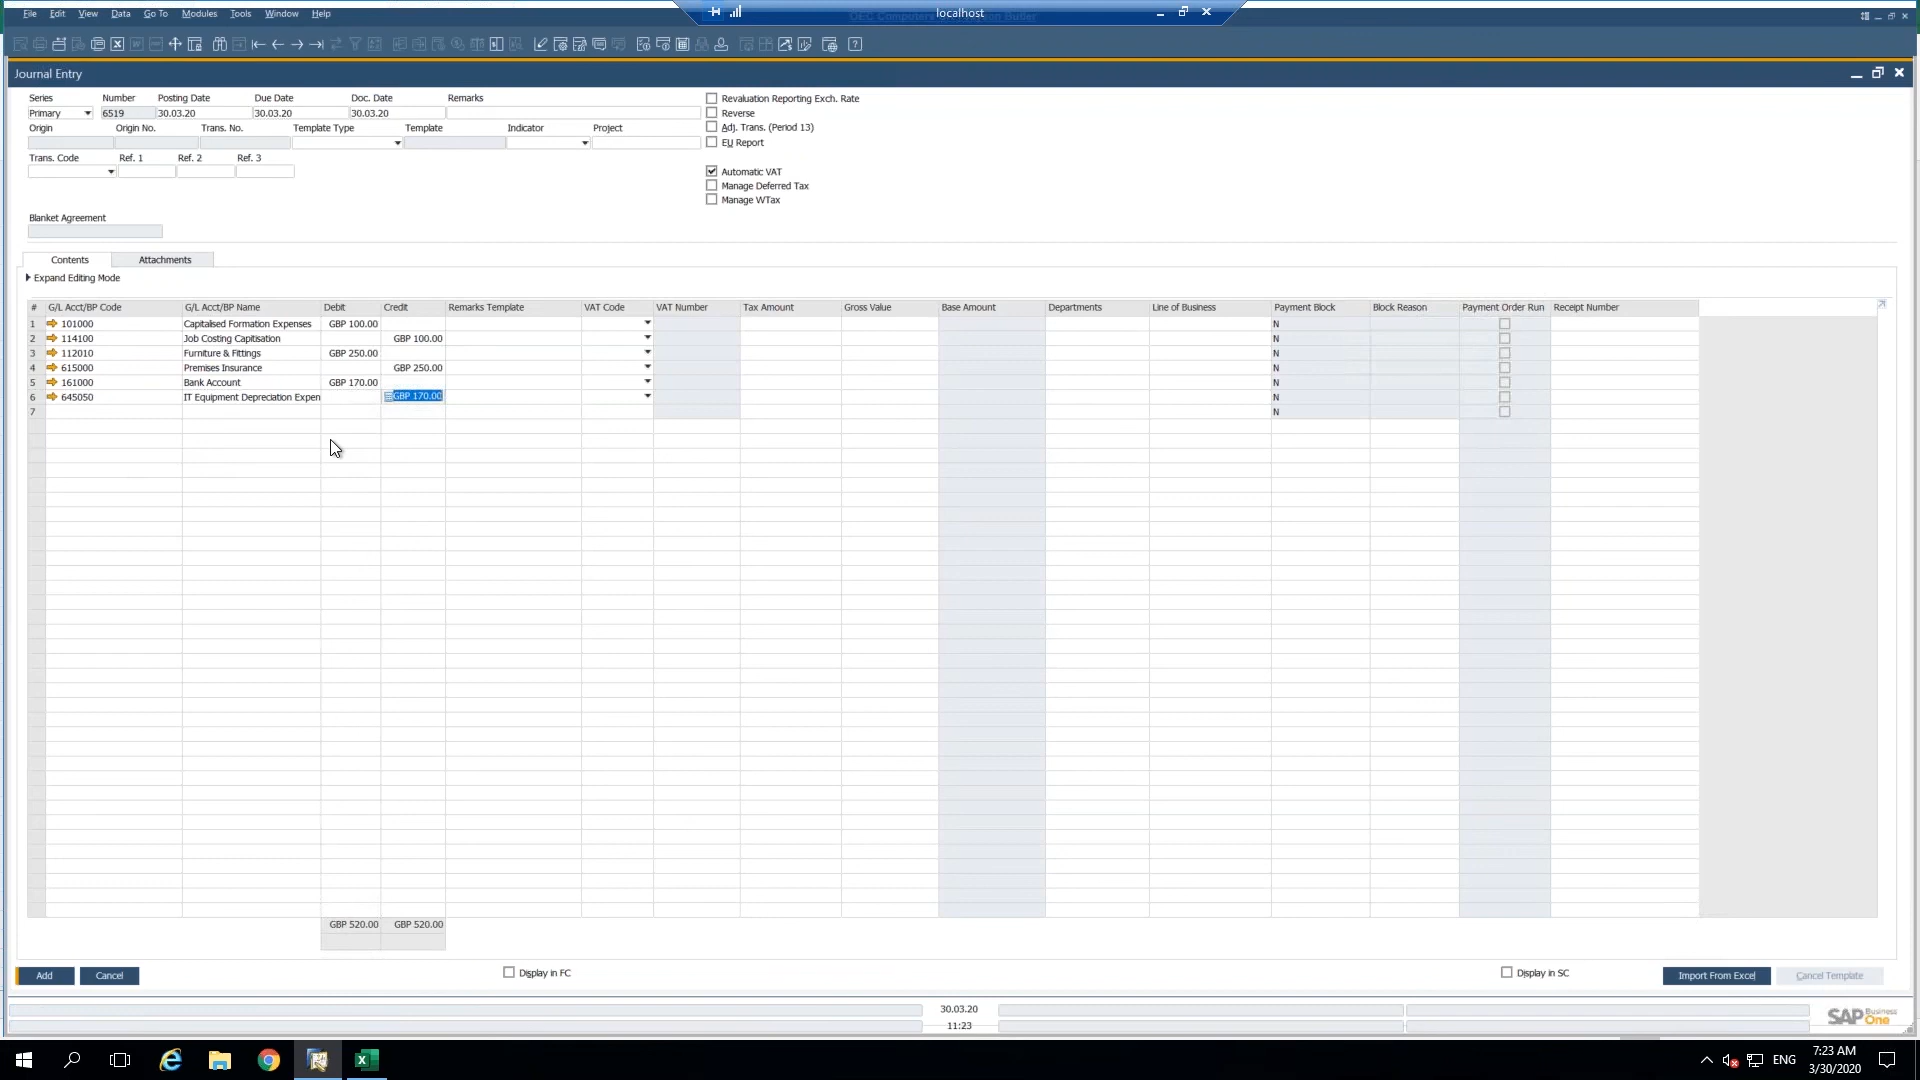 File Edit View Data Go To Modules Tools Window Help
localhost
Journal Entry
Series Number Posting Date Due Date Doc. Date Remarks
Primary 6519 30.03.20 30.03.20 30.03.20
Origin Origin No. Trans. No. Template Type Template Indicator Project
Trans. Code Ref. 1 Ref. 2 Ref. 3
Revaluation Reporting Exch. Rate
Reverse
Adj. Trans. (Period 13)
EU Report
Automatic VAT
Manage Deferred Tax
Manage WTax
Blanket Agreement
Contents Attachments
Expand Editing Mode
# G/L Acct/BP Code G/L Acct/BP Name Debit Credit Remarks Template VAT Code VAT Number Tax Amount Gross Value Base Amount Departments Line of Business Payment Block Block Reason Payment Order Run Receipt Number
1 101000 Capitalised Formation Expenses GBP 100.00 N
2 114100 Job Costing Capitisation GBP 100.00 N
3 112010 Furniture & Fittings GBP 250.00 N
4 615000 Premises Insurance GBP 250.00 N
5 161000 Bank Account GBP 170.00 N
6 645050 IT Equipment Depreciation Expen GBP 170.00 N
7 N
GBP 520.00 GBP 520.00
Add Cancel Display in FC Display in SC Import From Excel Cancel Template
30.03.20
11:23
SAP Business One
ENG
7:23 AM
3/30/2020